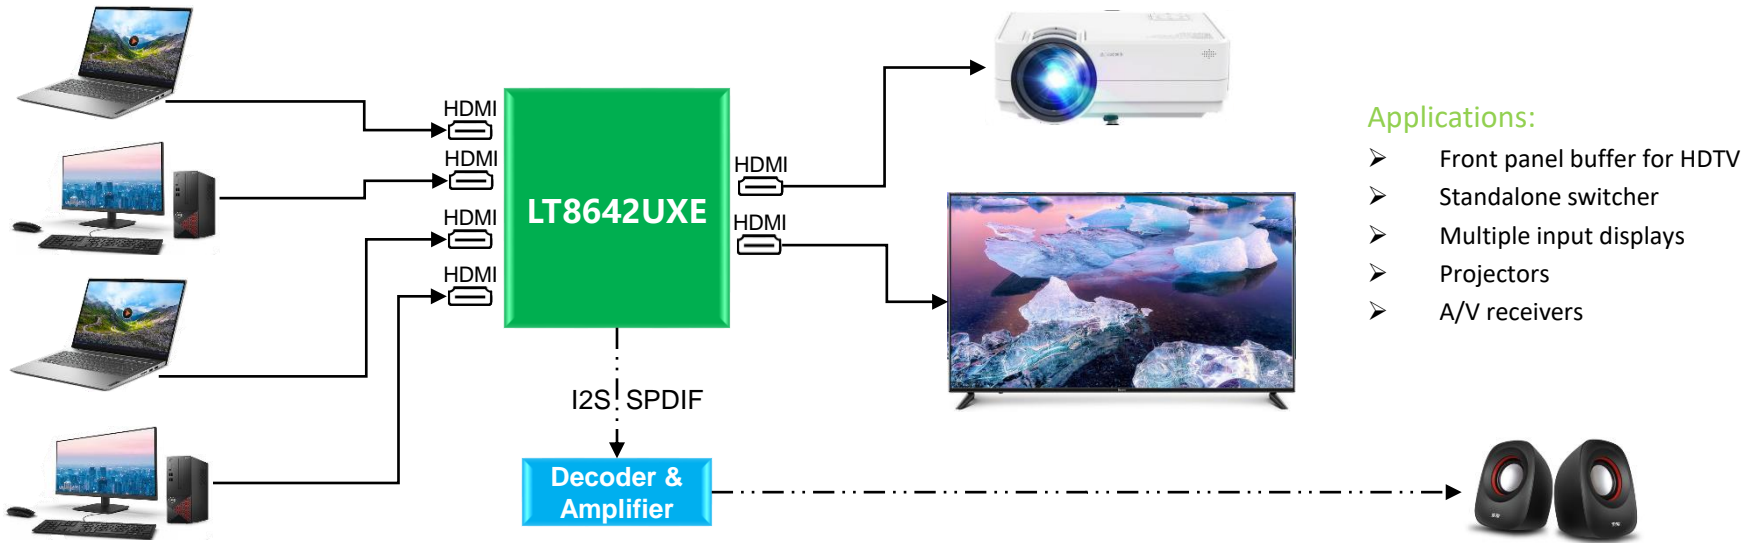 HDMI
HDMI
HDMI
HDMI
LT8642UXE
HDMI
HDMI
I2S SPDIF
Decoder &
Amplifier
Applications:
➢ Front panel buffer for HDTV
➢ Standalone switcher
➢ Multiple input displays
➢ Projectors
➢ A/V receivers